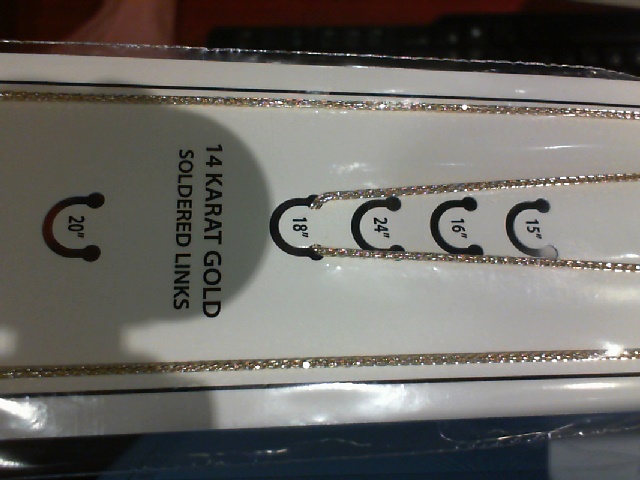 15"
16"
24"
18"
14 KARAT GOLD
SOLDERED LINKS
20"